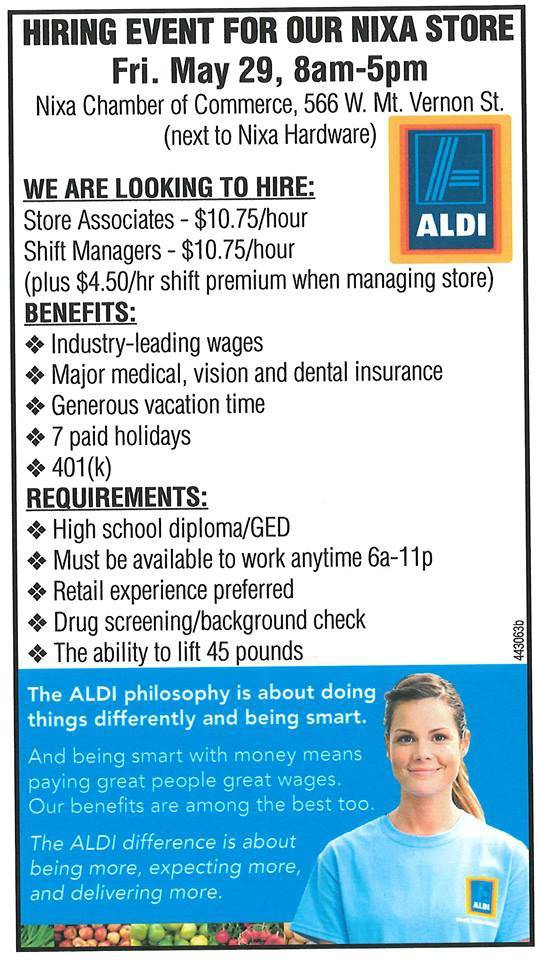 HIRING EVENT FOR OUR NIXA STORE
Fri. May 29, 8am-5pm
Nixa Chamber of Commerce, 566 W. Mt. Vernon St.
(next to Nixa Hardware)
ALDI
WE ARE LOOKING TO HIRE:
Store Associates - $10.75/hour
Shift Managers - $10.75/hour
(plus $4.50/hr shift premium when managing store)
BENEFITS:
❖ Industry-leading wages
❖ Major medical, vision and dental insurance
❖ Generous vacation time
❖ 7 paid holidays
❖ 401(k)
REQUIREMENTS:
❖ High school diploma/GED
❖ Must be available to work anytime 6a-11p
❖ Retail experience preferred
❖ Drug screening/background check
❖ The ability to lift 45 pounds
443063b
The ALDI philosophy is about doing
things differently and being smart.
And being smart with money means
paying great people great wages.
Our benefits are among the best too.
The ALDI difference is about
being more, expecting more,
and delivering more.
ALDI